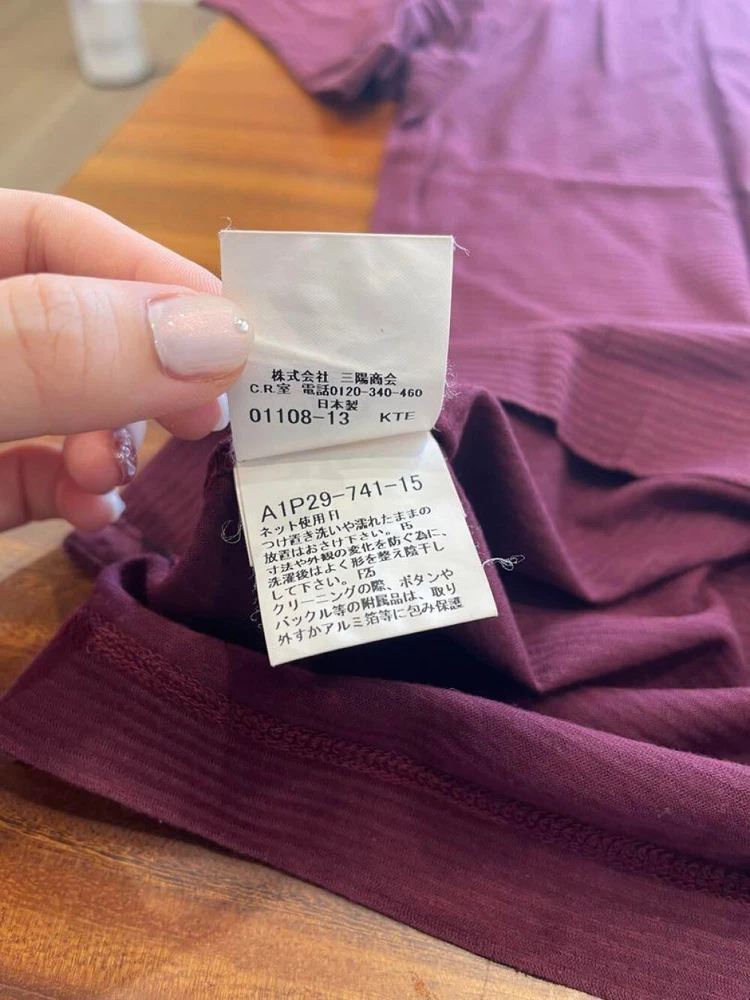 株式会社 三陽商会
C.R.室 電話0120-340-460
日本製
01108-13 KTE
A1P29-741-15
ネット使用 F1
つけ置き洗いや濡れたままの
放置はおさけ下さい。F5
寸法や外観の変化を防ぐ為に、
洗濯後はよく形を整え陰干し
して下さい。F25
クリーニングの際、ボタンや
バックル等の附属品は、取り
外すかアルミ箔等に包み保護